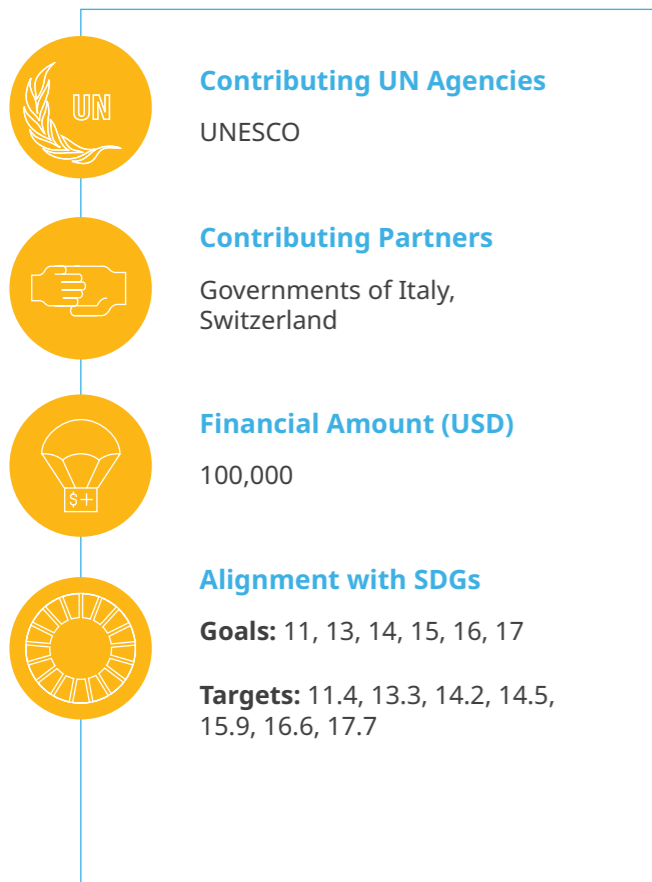 UN
Contributing UN Agencies
UNESCO
Contributing Partners
Governments of Italy,
Switzerland
$+
Financial Amount (USD)
100,000
Alignment with SDGs
Goals: 11, 13, 14, 15, 16, 17
Targets: 11.4, 13.3, 14.2, 14.5,
15.9, 16.6, 17.7